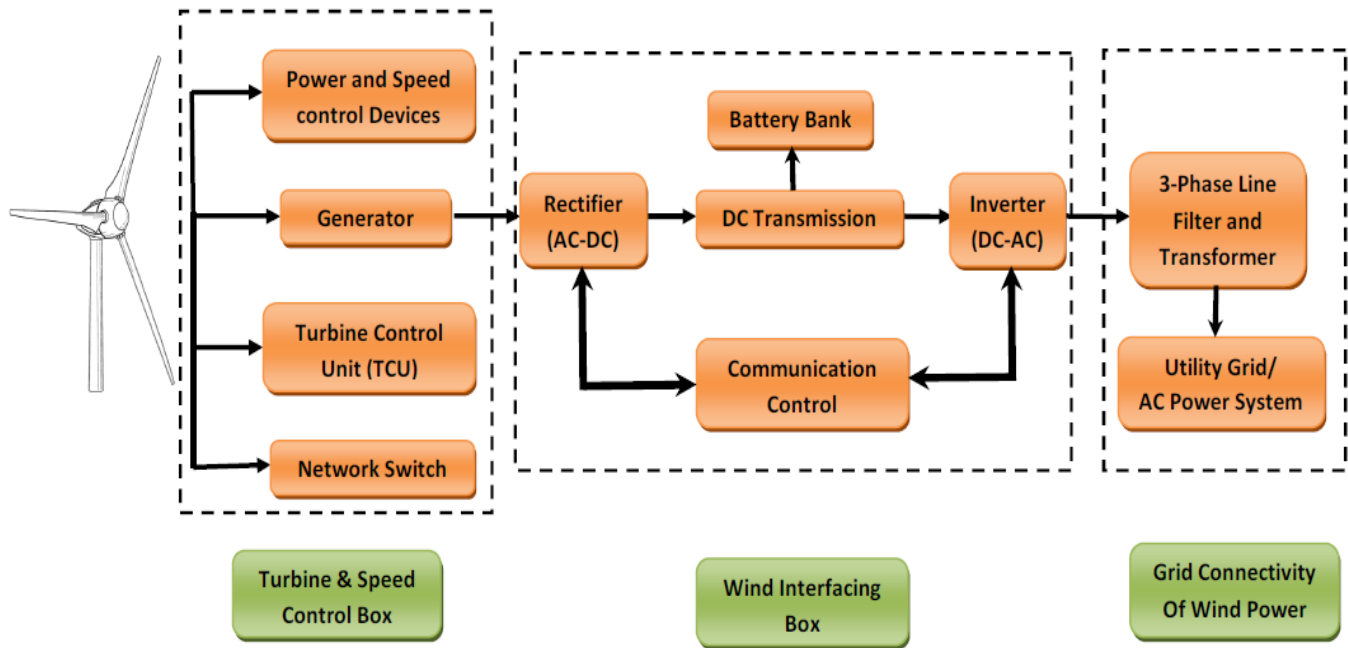 Power and Speed
control Devices
Generator
Turbine Control
Unit (TCU)
Network Switch
Battery Bank
Rectifier
(AC-DC)
DC Transmission
Inverter
(DC-AC)
Communication
Control
3-Phase Line
Filter and
Transformer
Utility Grid/
AC Power System
Turbine & Speed
Control Box
Wind Interfacing
Box
Grid Connectivity
Of Wind Power